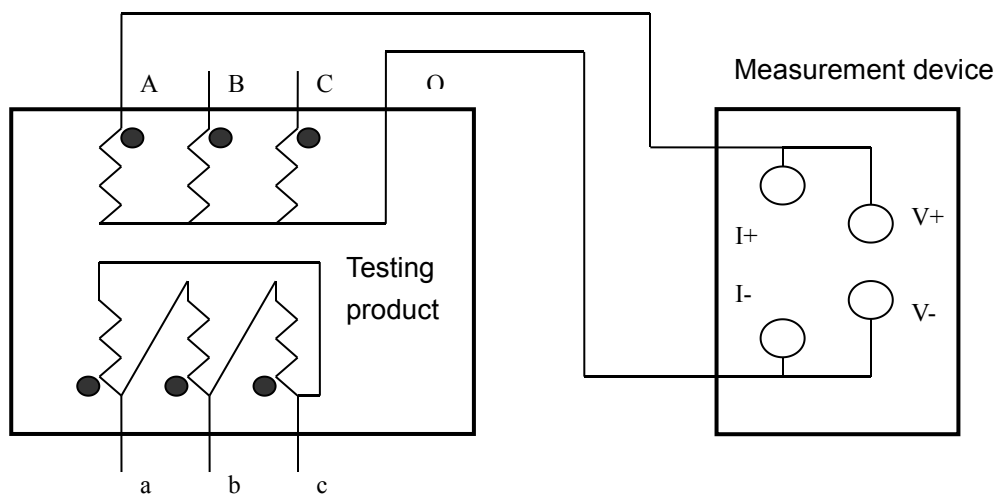 Measurement device
A B C O
I+ V+
I- V-
Testing
product
a b c